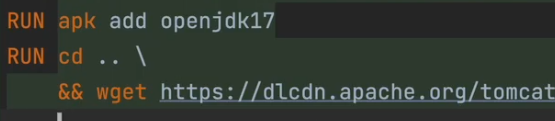 RUN apk add openjdk17
RUN cd .. \
&& wget https://dlcdn.apache.org/tomcat